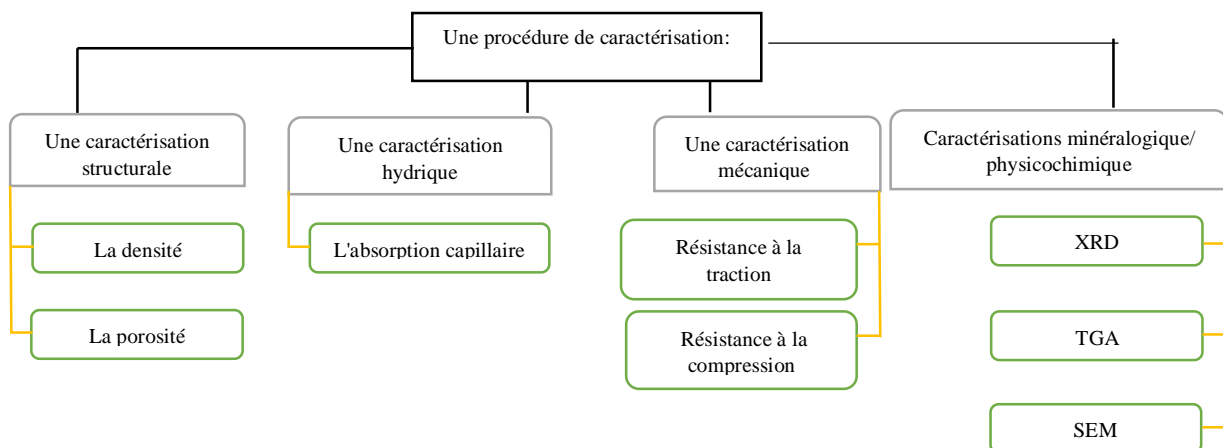 Une procédure de caractérisation:
Une caractérisation
structurale
La densité
La porosité
Une caractérisation
hydrique
L'absorption capillaire
Une caractérisation
mécanique
Résistance à la
traction
Résistance à la
compression
Caractérisations minéralogique/
physicochimique
XRD
TGA
SEM